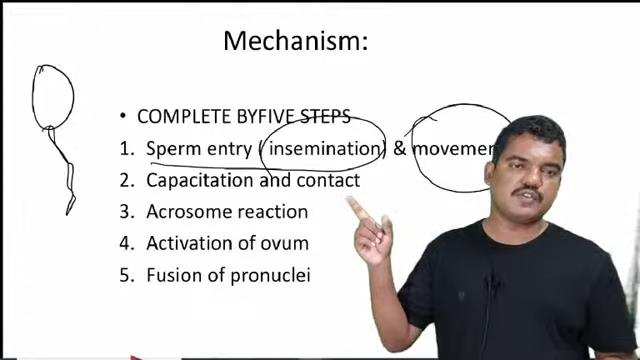 Mechanism:
• COMPLETE BYFIVE STEPS
1. Sperm entry ( insemination) & movemen
2. Capacitation and contact
3. Acrosome reaction
4. Activation of ovum
5. Fusion of pronuclei